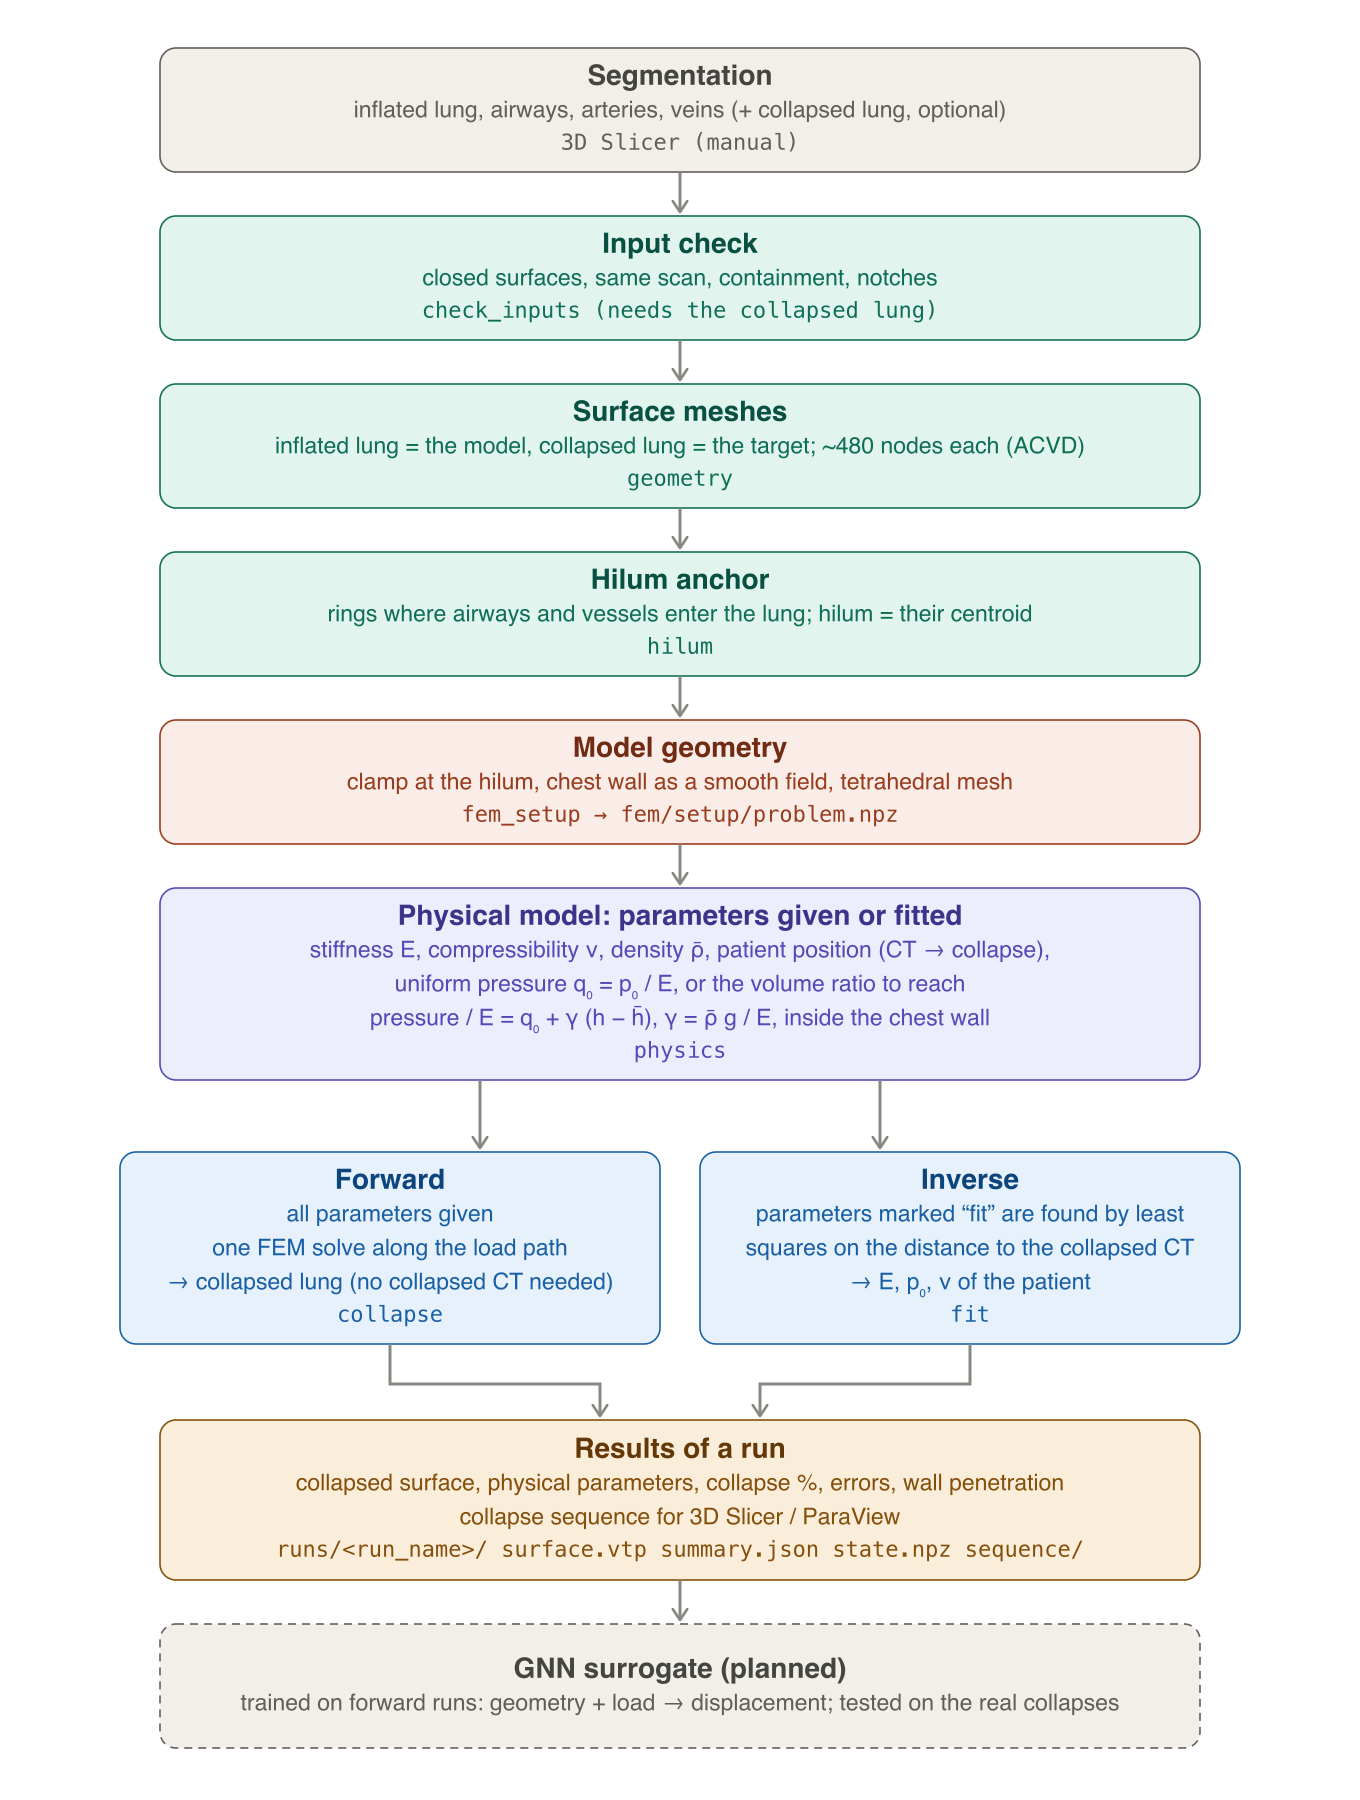 Segmentation
inflated lung, airways, arteries, veins (+ collapsed lung, optional)
3D Slicer (manual)
Input check
closed surfaces, same scan, containment, notches
check_inputs (needs the collapsed lung)
Surface meshes
inflated lung = the model, collapsed lung = the target; ~480 nodes each (ACVD)
geometry
Hilum anchor
rings where airways and vessels enter the lung; hilum = their centroid
hilum
Model geometry
clamp at the hilum, chest wall as a smooth field, tetrahedral mesh
fem_setup → fem/setup/problem.npz
Physical model: parameters given or fitted
stiffness E, compressibility ν, density ρ̄, patient position (CT → collapse),
uniform pressure q₀ = p₀ / E, or the volume ratio to reach
pressure / E = q₀ + γ (h − h̄), γ = ρ̄ g / E, inside the chest wall
physics
Forward
all parameters given
one FEM solve along the load path
→ collapsed lung (no collapsed CT needed)
collapse
Inverse
parameters marked “fit” are found by least
squares on the distance to the collapsed CT
→ E, p₀, ν of the patient
fit
Results of a run
collapsed surface, physical parameters, collapse %, errors, wall penetration
collapse sequence for 3D Slicer / ParaView
runs/<run_name>/ surface.vtp summary.json state.npz sequence/
GNN surrogate (planned)
trained on forward runs: geometry + load → displacement; tested on the real collapses